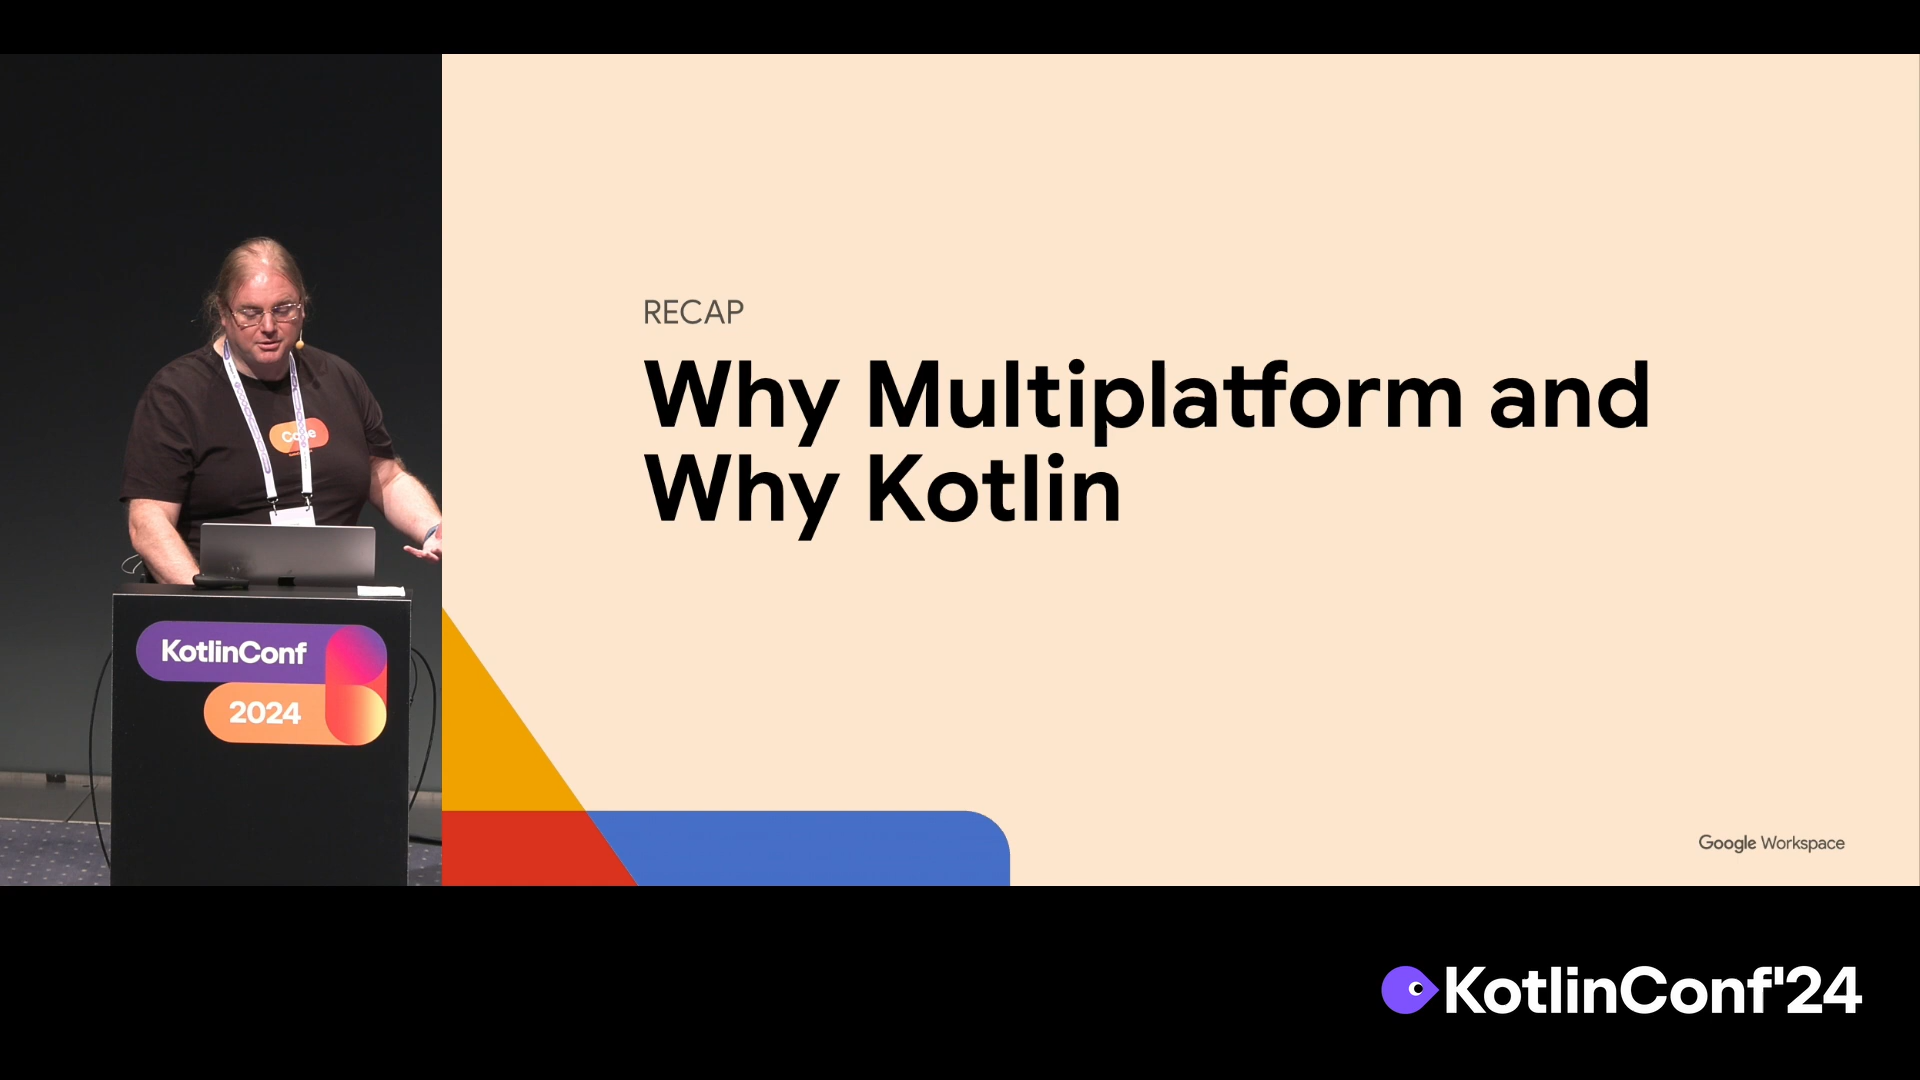 RECAP
Why Multiplatform and
Why Kotlin
KotlinConf
2024
Google Workspace
KotlinConf'24